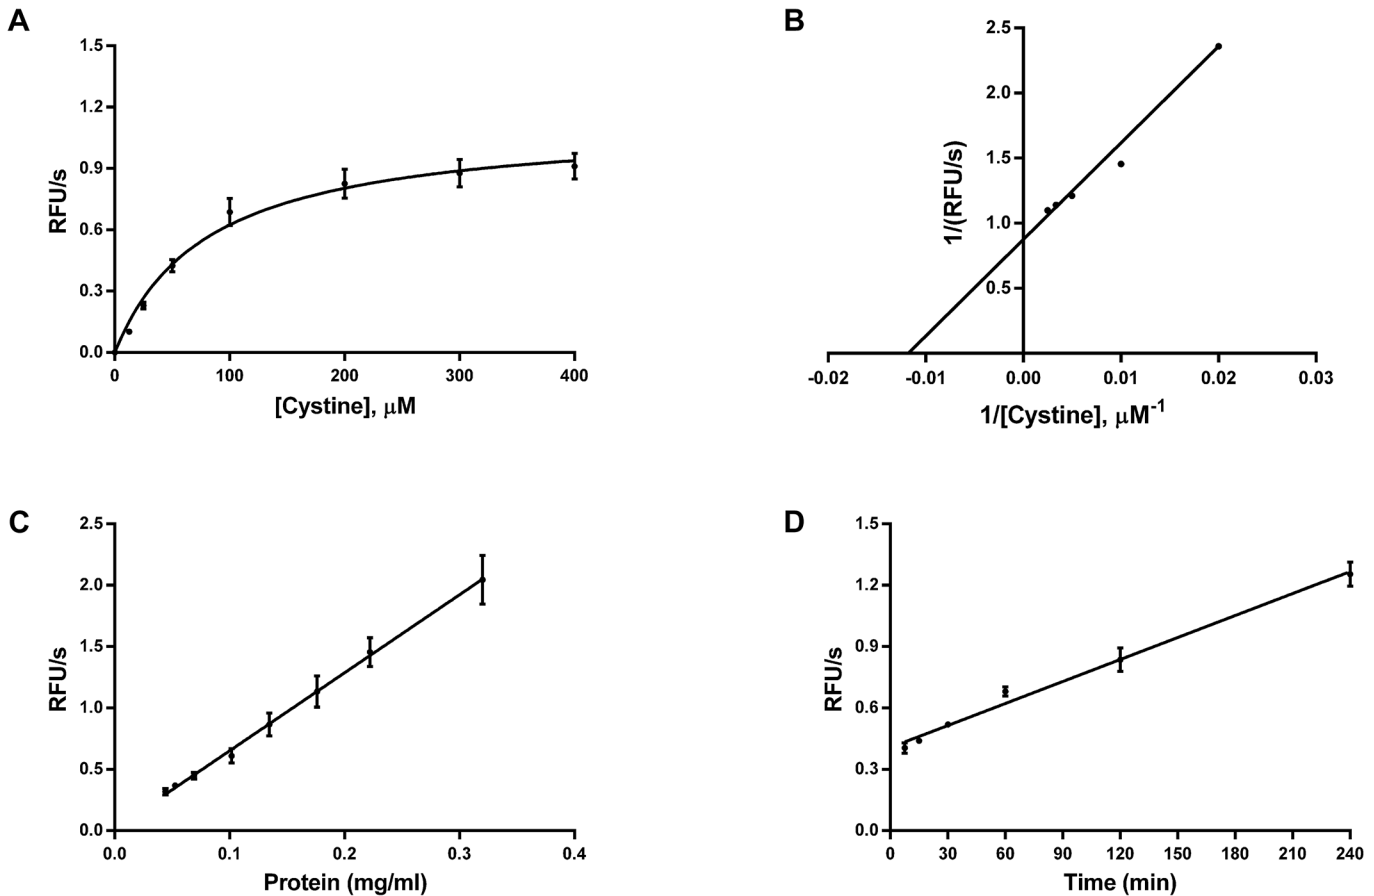 A
1.5
1.2
0.9
0.6
0.3
0.0
RFU/s
0 100 200 300 400
[Cystine], μM
B
2.5
2.0
1.5
1.0
0.5
1/(RFU/s)
-0.02 -0.01 0.00 0.01 0.02 0.03
1/[Cystine], μM-1
C
2.5
2.0
1.5
1.0
0.5
0.0
RFU/s
0.0 0.1 0.2 0.3 0.4
Protein (mg/ml)
D
1.5
1.2
0.9
0.6
0.3
0.0
RFU/s
0 30 60 90 120 150 180 210 240
Time (min)